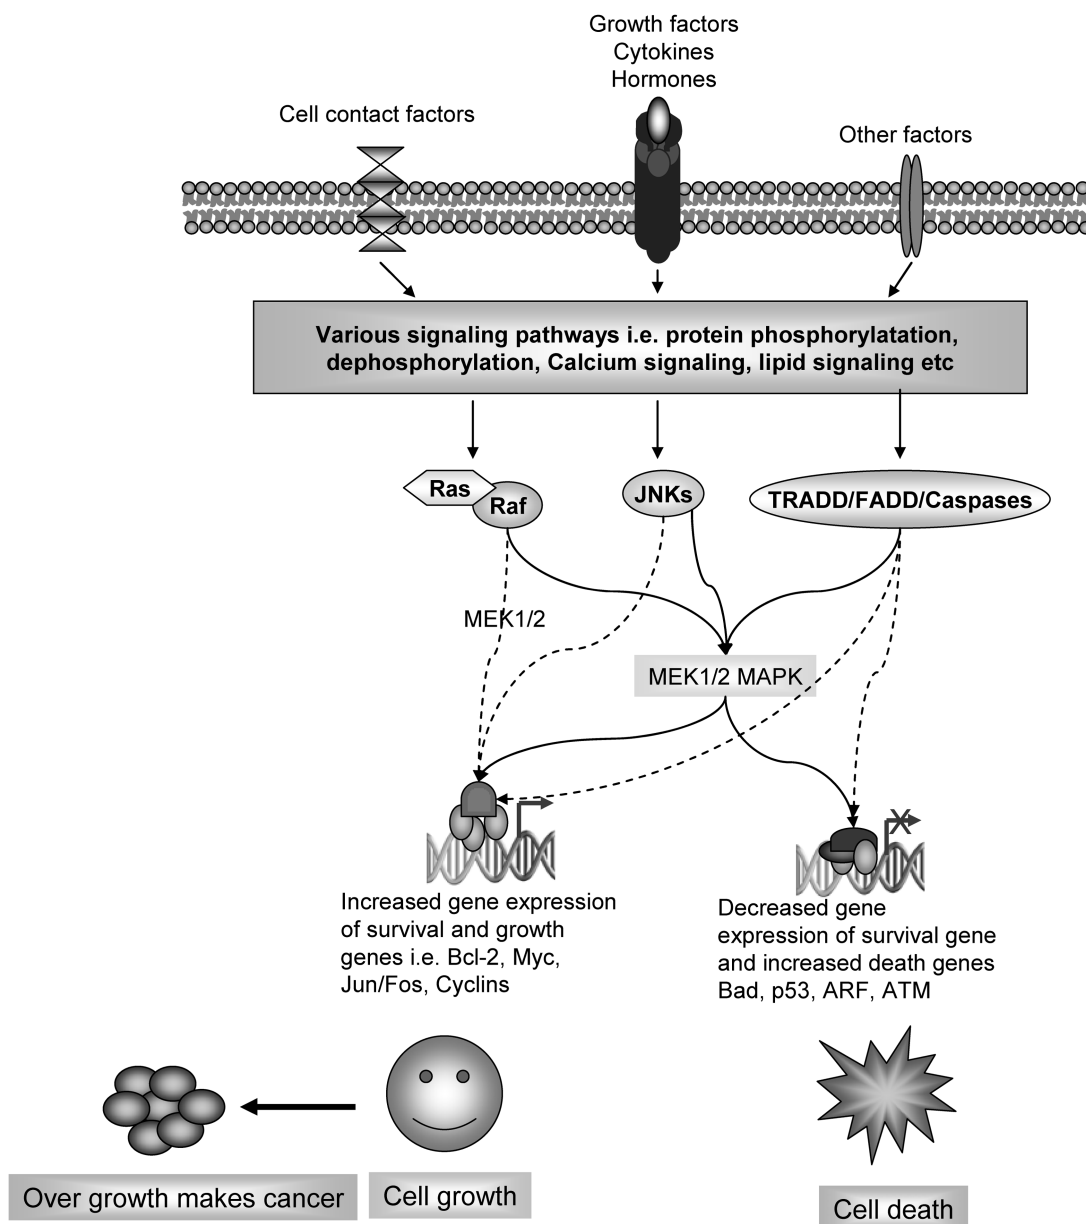 Growth factors
Cytokines
Hormones
Cell contact factors
Other factors
Various signaling pathways i.e. protein phosphorylatation,
dephosphorylation, Calcium signaling, lipid signaling etc
Ras
Raf
JNKs
TRADD/FADD/Caspases
MEK1/2
MEK1/2 MAPK
X
Increased gene expression
of survival and growth
genes i.e. Bcl-2, Myc,
Jun/Fos, Cyclins
Decreased gene
expression of survival gene
and increased death genes
Bad, p53, ARF, ATM
Over growth makes cancer
Cell growth
Cell death